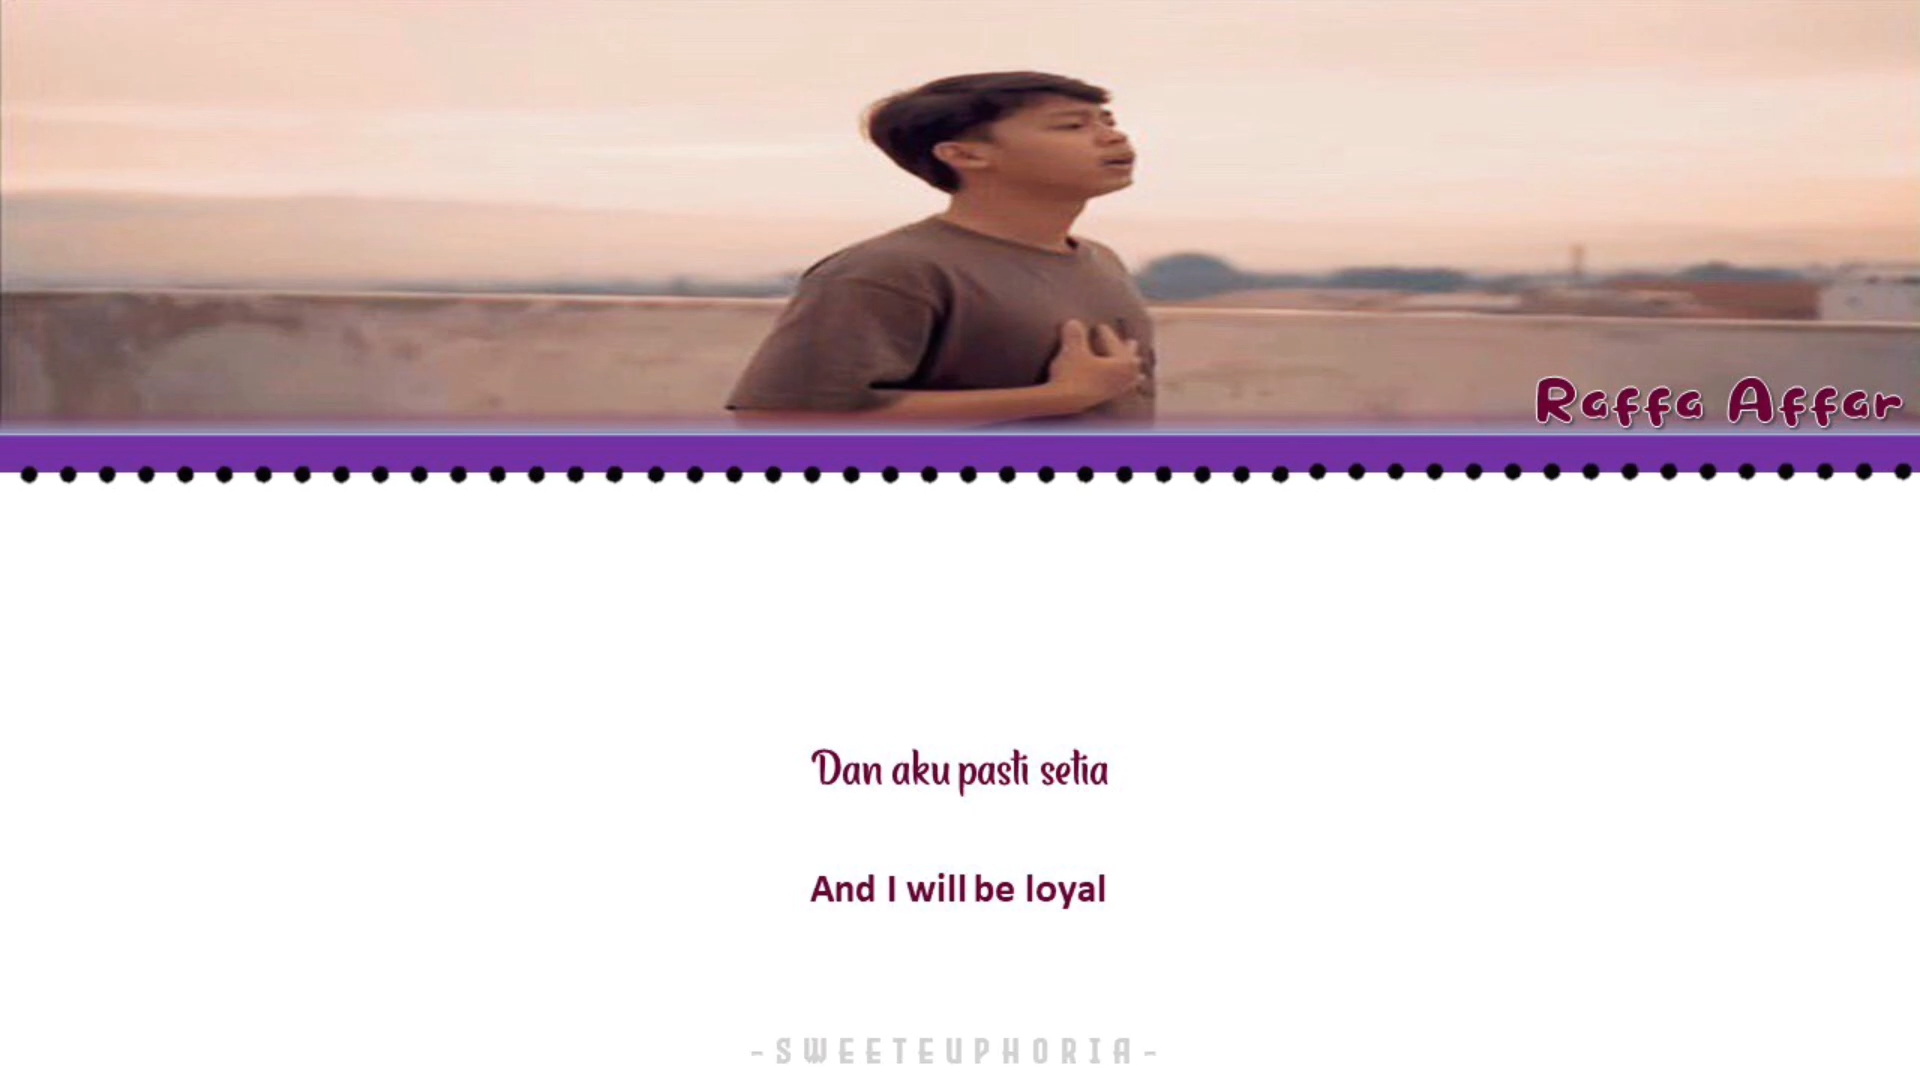 Raffa Affar
Dan aku pasti setia
And I will be loyal
-SWEETEUPHORIA-